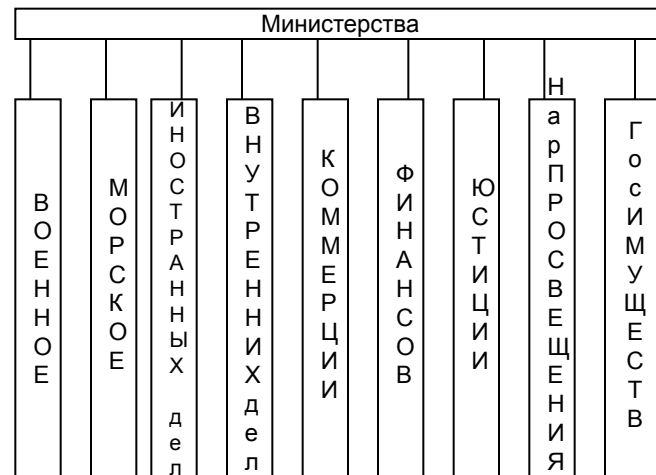 Министерства
ВОЕННОЕ
МОРСКОЕ
ИНОСТРАННЫХ дел
ВНУТРЕННИХ дел
КОММЕРЦИИ
ФИНАНСОВ
ЮСТИЦИИ
НарПРОСВЕЩЕНИЯ
ГосИМУЩЕСТВ